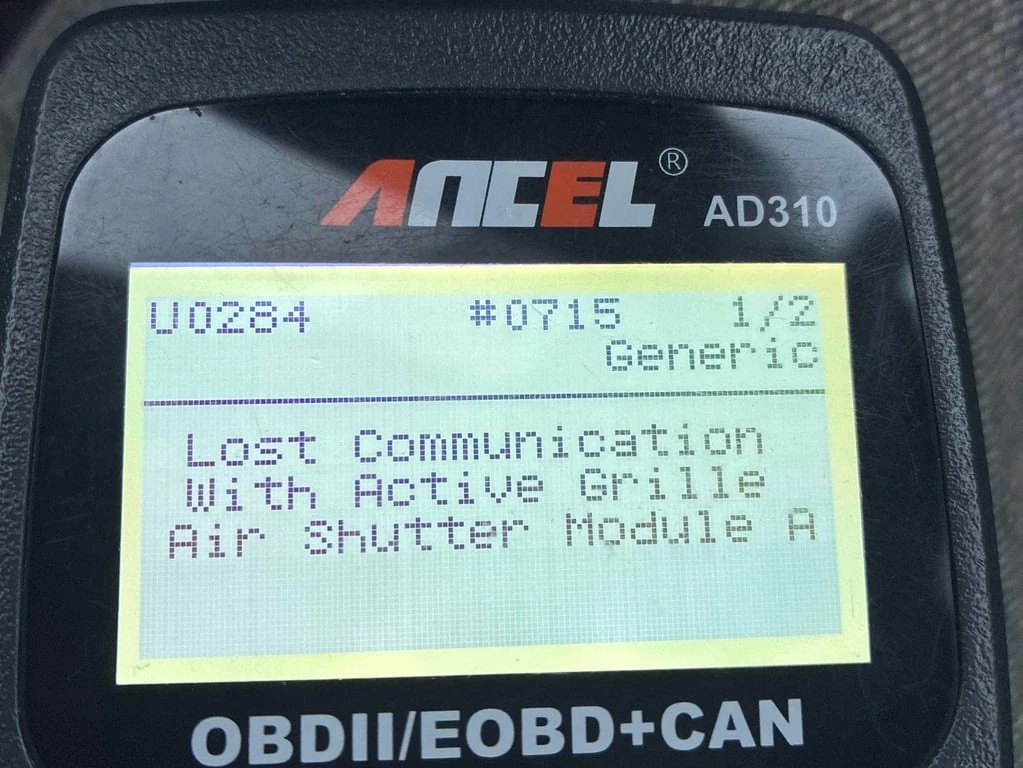 ANCEL®
AD310
U0284 #0715 1/2
Generic
Lost Communication
With Active Grille
Air Shutter Module A
OBDII/EOBD+CAN